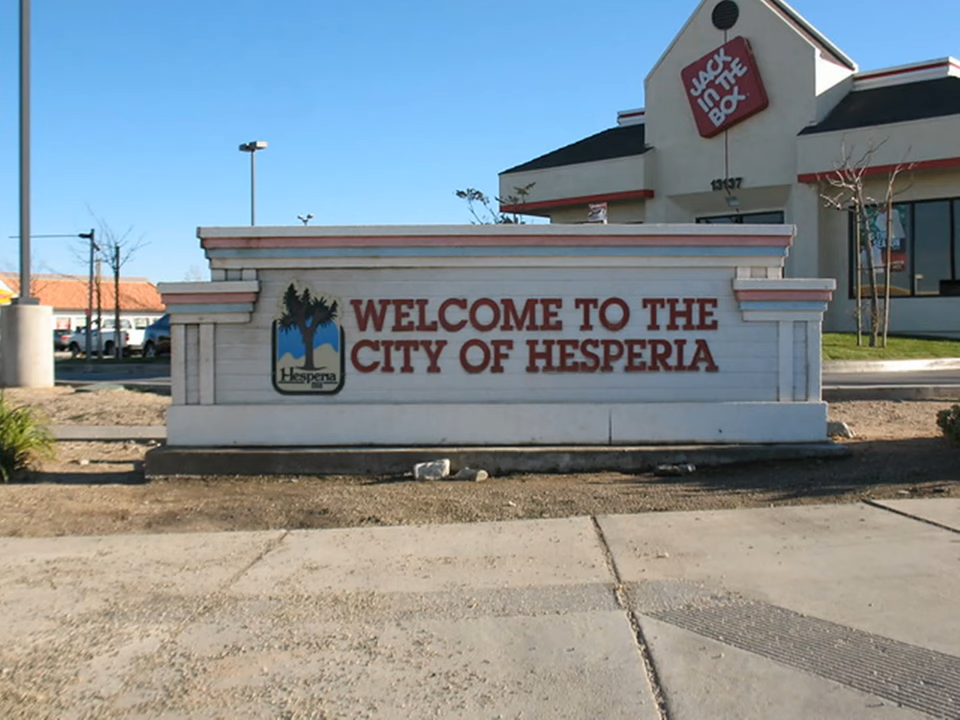 JACK
IN THE
BOX
13137
WELCOME TO THE
CITY OF HESPERIA
Hesperia